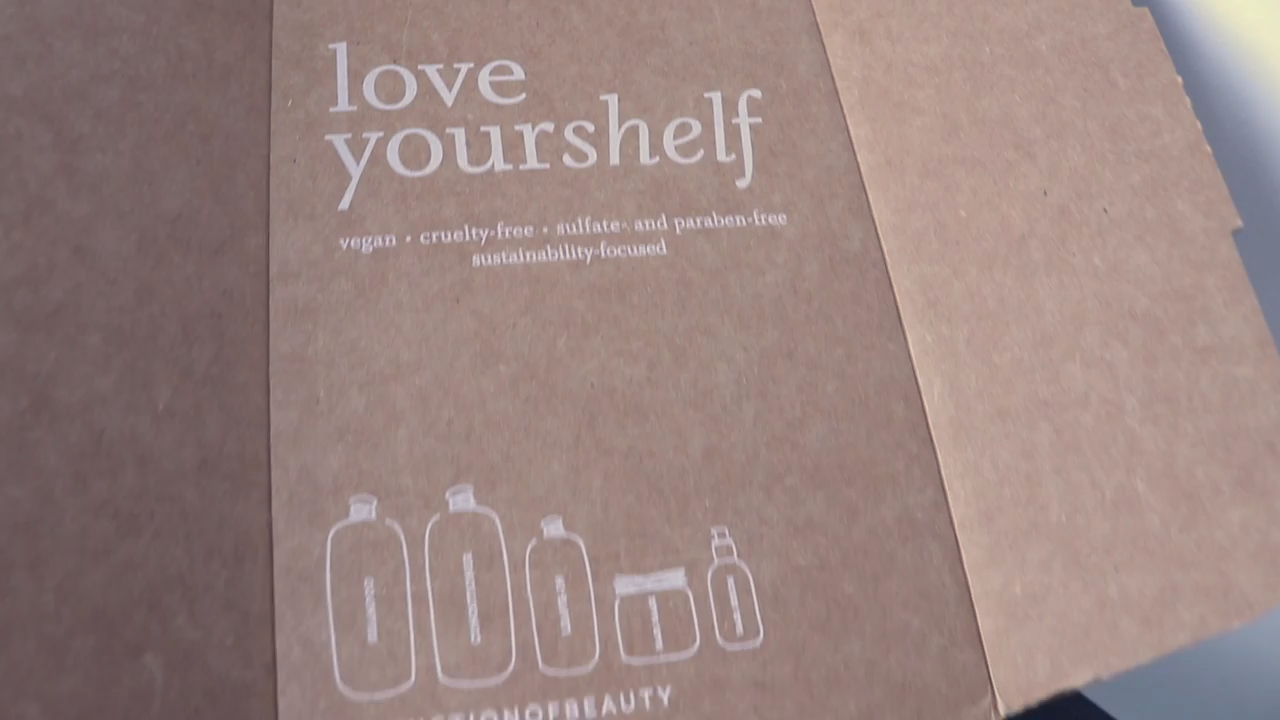 love
yourshelf
vegan • cruelty-free • sulfate- and paraben-free
sustainability-focused